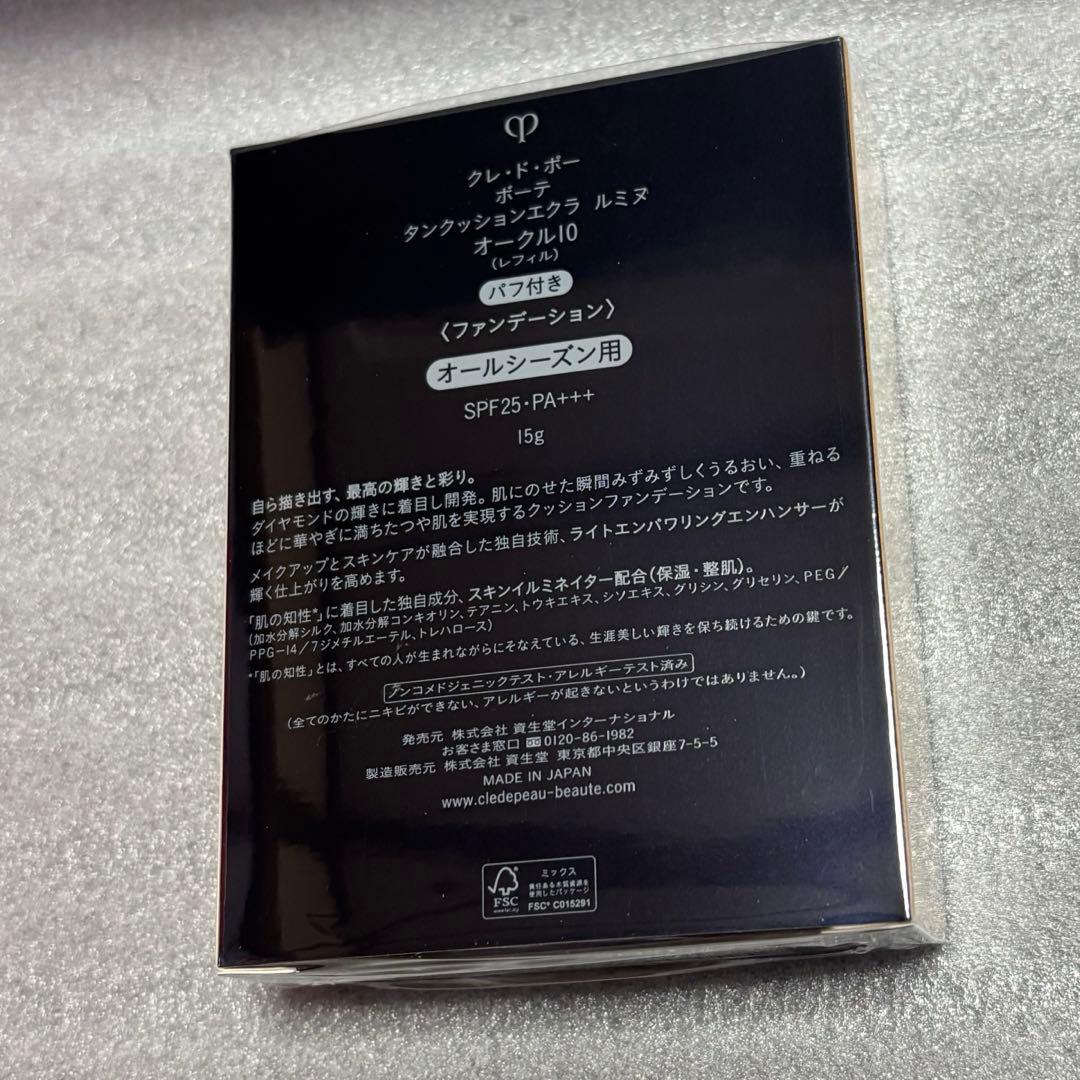 クレ・ド・ポー
ボーテ
タンクッションエクラ ルミヌ
オークル10
(レフィル)
パフ付き
〈ファンデーション〉
オールシーズン用
SPF25・PA+++
15g
自ら描き出す、最高の輝きと彩り。
ダイヤモンドの輝きに着目し開発。肌にのせた瞬間みずみずしくうるおい、重ねる
ほどに華やぎに満ちたつや肌を実現するクッションファンデーションです。
メイクアップとスキンケアが融合した独自技術、ライトエンパワリングエンハンサーが
輝く仕上がりを高めます。
「肌の知性*」に着目した独自成分、スキンイルミネイター配合(保湿・整肌)。
(加水分解シルク、加水分解コンキオリン、テアニン、トウキエキス、シソエキス、グリシン、グリセリン、PEG/
PPG-14/7ジメチルエーテル、トレハロース)
*「肌の知性」とは、すべての人が生まれながらにそなえている、生涯美しい輝きを保ち続けるための鍵です。
ノンコメドジェニックテスト・アレルギーテスト済み
(全てのかたにニキビができない、アレルギーが起きないというわけではありません。)
発売元 株式会社 資生堂インターナショナル
お客さま窓口 0120-86-1982
製造販売元 株式会社 資生堂 東京都中央区銀座7-5-5
MADE IN JAPAN
www.cledepeau-beaute.com
FSC
www.fsc.org
ミックス
責任ある木質資源を
使用したパッケージ
FSC® C015291